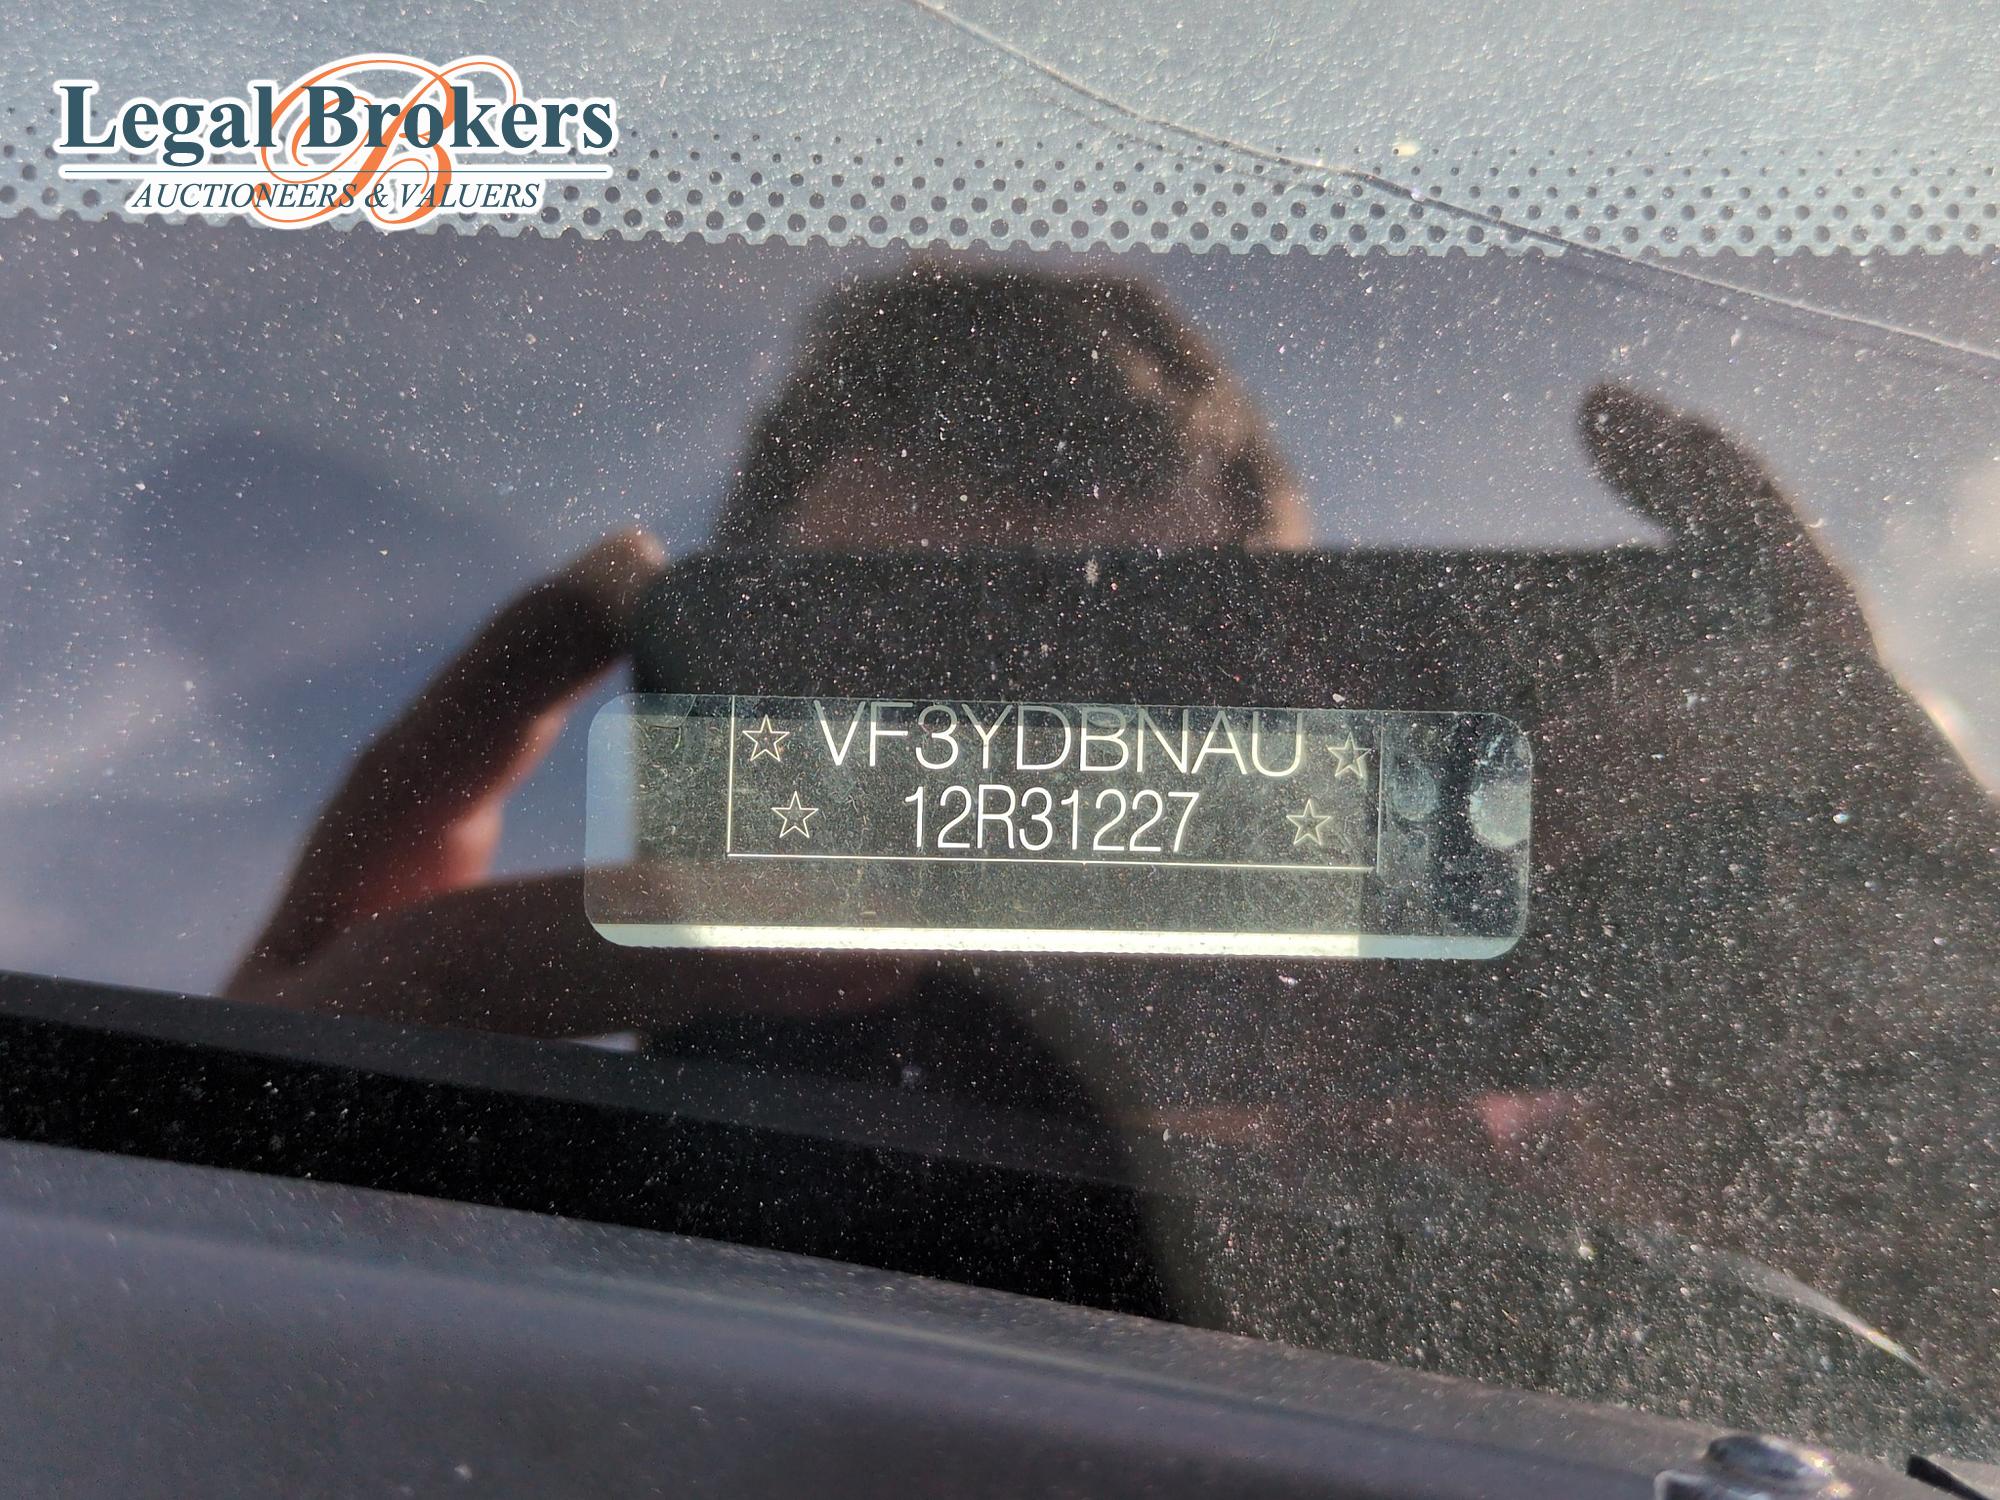 Legal Brokers
AUCTIONEERS & VALUERS
☆ VF3YDBNAU ☆
☆ 12R31227 ☆